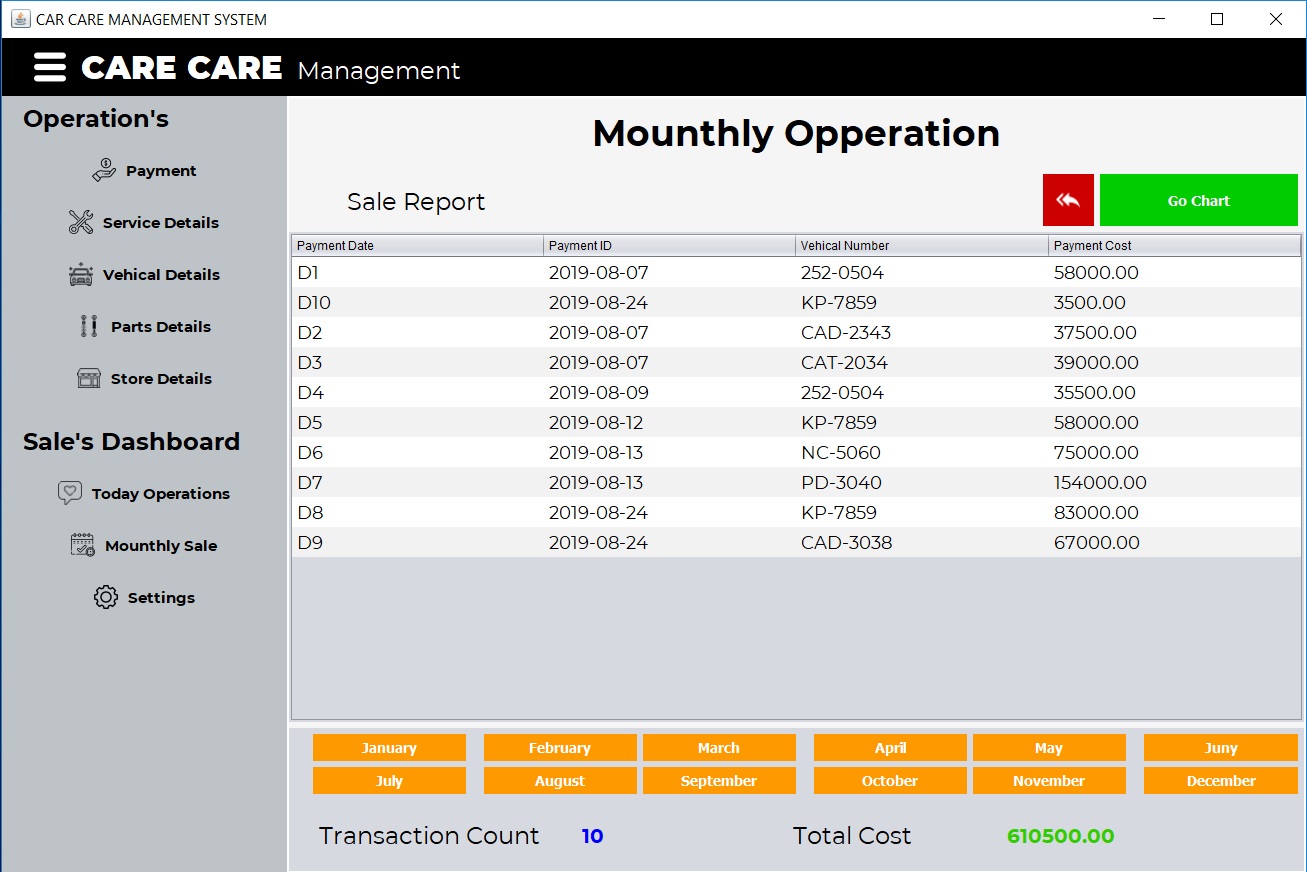 CAR CARE MANAGEMENT SYSTEM
CARE CARE Management
Operation's
Payment
Service Details
Vehical Details
Parts Details
Store Details
Sale's Dashboard
Today Operations
Mounthly Sale
Settings
Mounthly Opperation
Sale Report
Go Chart
Payment Date Payment ID Vehical Number Payment Cost
D1 2019-08-07 252-0504 58000.00
D10 2019-08-24 KP-7859 3500.00
D2 2019-08-07 CAD-2343 37500.00
D3 2019-08-07 CAT-2034 39000.00
D4 2019-08-09 252-0504 35500.00
D5 2019-08-12 KP-7859 58000.00
D6 2019-08-13 NC-5060 75000.00
D7 2019-08-13 PD-3040 154000.00
D8 2019-08-24 KP-7859 83000.00
D9 2019-08-24 CAD-3038 67000.00
January February March April May Juny
July August September October November December
Transaction Count 10 Total Cost 610500.00